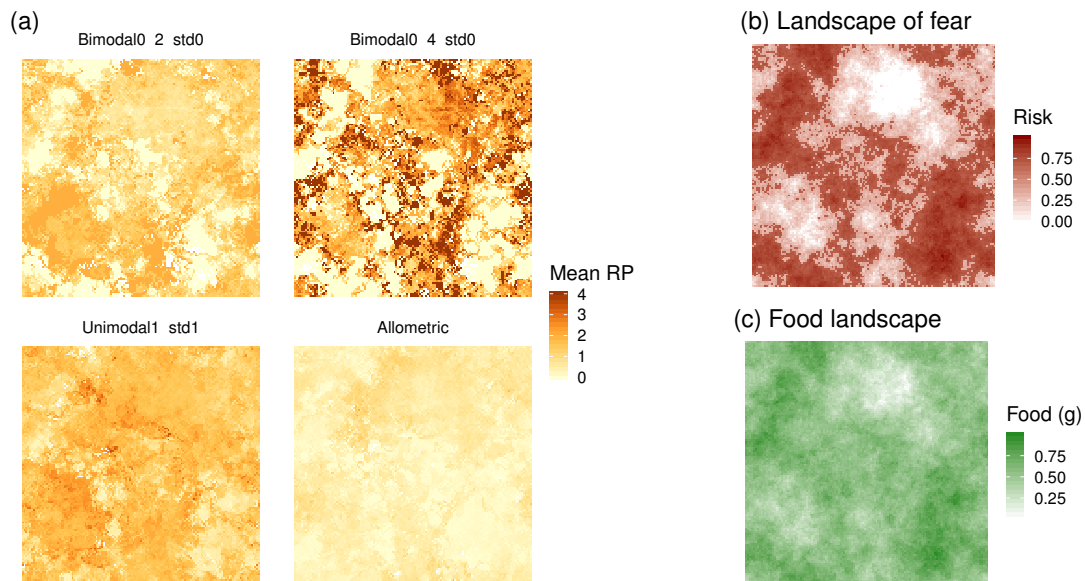 (a)
Bimodal0 2 std0
Bimodal0 4 std0
Unimodal1 std1
Allometric
Mean RP
4
3
2
1
0
(b) Landscape of fear
Risk
0.75
0.50
0.25
0.00
(c) Food landscape
Food (g)
0.75
0.50
0.25